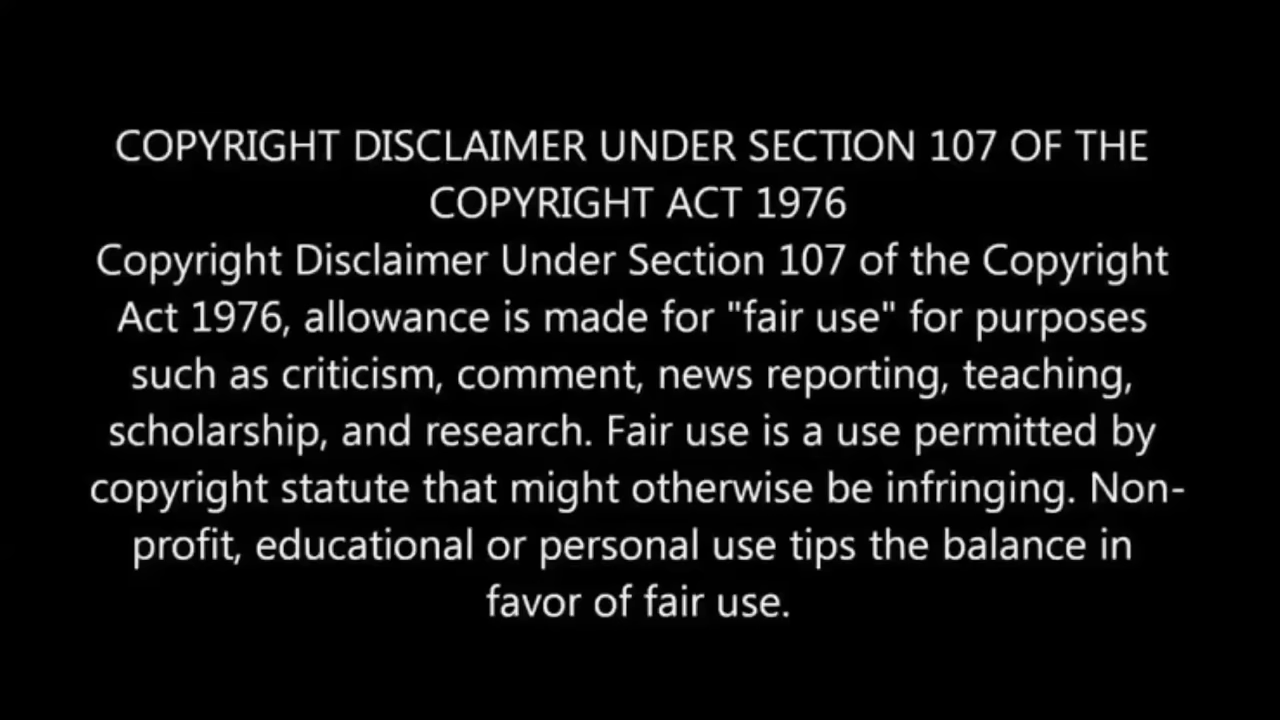 COPYRIGHT DISCLAIMER UNDER SECTION 107 OF THE
COPYRIGHT ACT 1976
Copyright Disclaimer Under Section 107 of the Copyright
Act 1976, allowance is made for "fair use" for purposes
such as criticism, comment, news reporting, teaching,
scholarship, and research. Fair use is a use permitted by
copyright statute that might otherwise be infringing. Non-
profit, educational or personal use tips the balance in
favor of fair use.